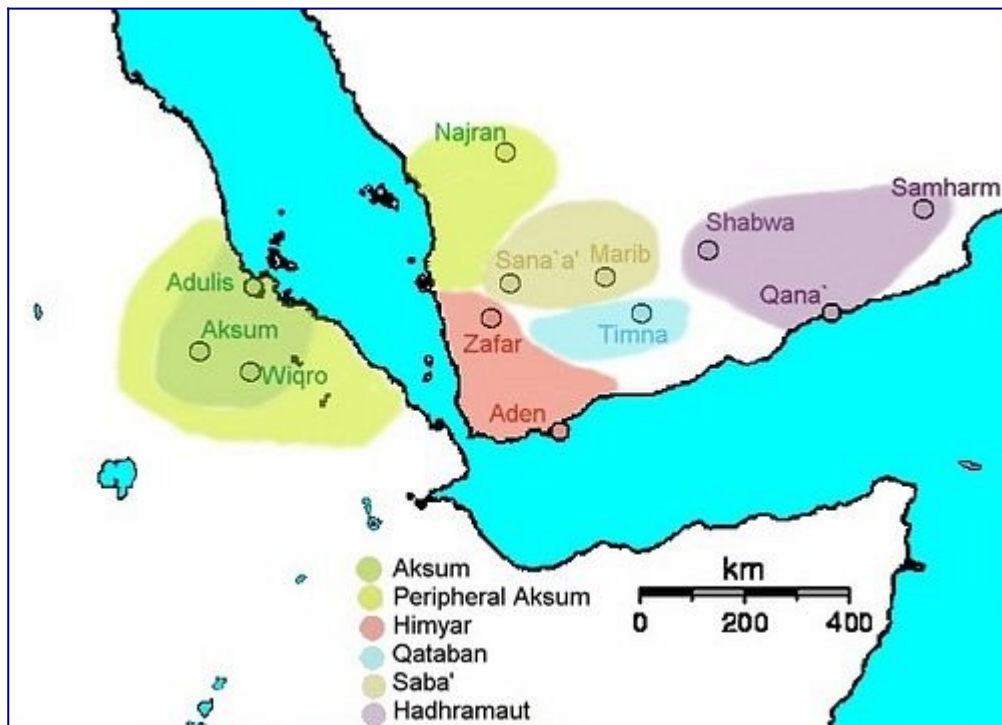 Najran
Samharm
Shabwa
Sana`a'
Marib
Adulis
Qana`
Aksum
Zafar
Timna
Wiqro
Aden
Aksum
Peripheral Aksum
Himyar
Qataban
Saba'
Hadhramaut
km
0 200 400